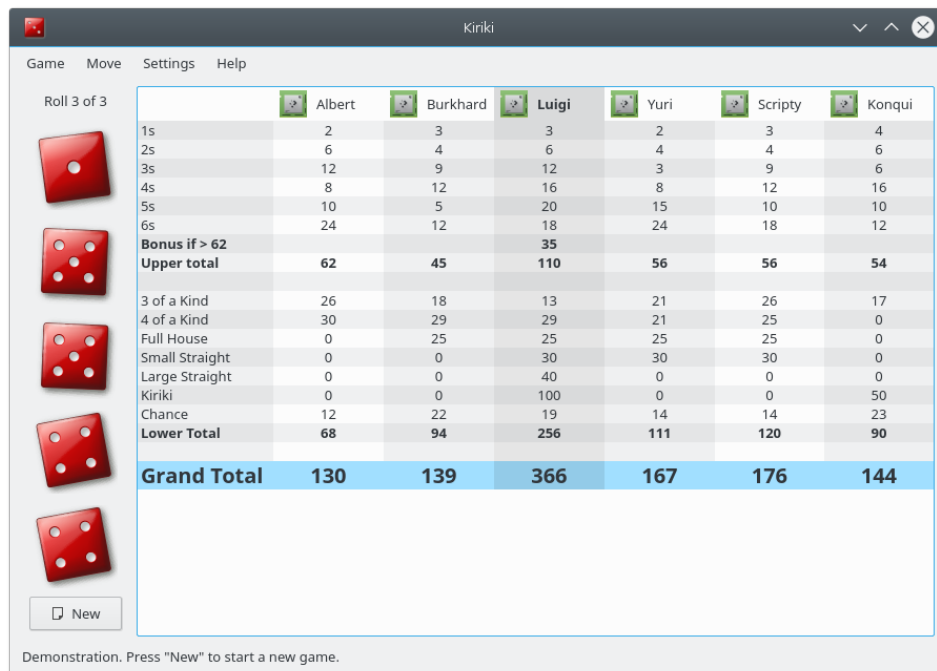 Kiriki
Game Move Settings Help
Roll 3 of 3
Albert Burkhard Luigi Yuri Scripty Konqui
1s 2 3 3 2 3 4
2s 6 4 6 4 4 6
3s 12 9 12 3 9 6
4s 8 12 16 8 12 16
5s 10 5 20 15 10 10
6s 24 12 18 24 18 12
Bonus if > 62 35
Upper total 62 45 110 56 56 54
3 of a Kind 26 18 13 21 26 17
4 of a Kind 30 29 29 21 25 0
Full House 0 25 25 25 25 0
Small Straight 0 0 30 30 30 0
Large Straight 0 0 40 0 0 0
Kiriki 0 0 100 0 0 50
Chance 12 22 19 14 14 23
Lower Total 68 94 256 111 120 90
Grand Total 130 139 366 167 176 144
New
Demonstration. Press "New" to start a new game.